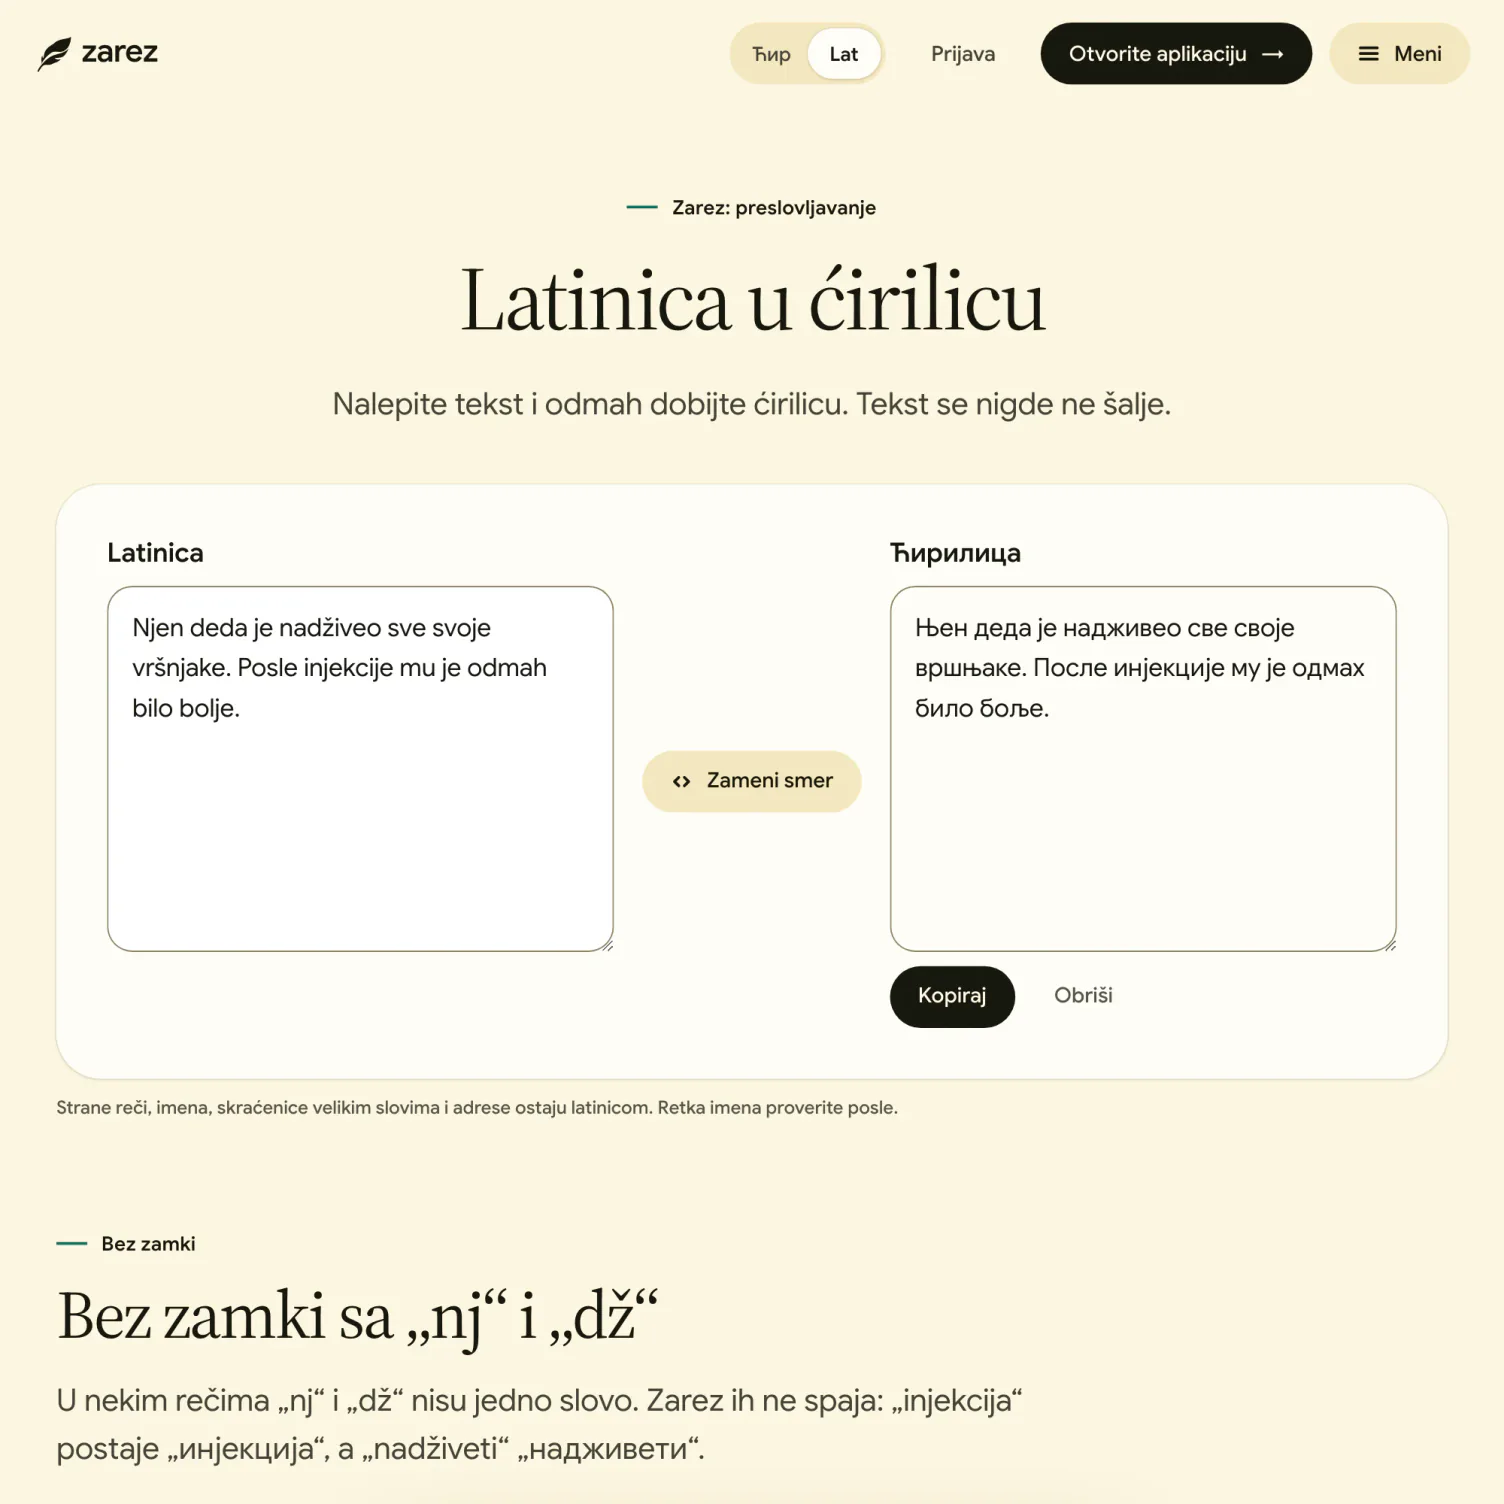 zarez
Ћир
Lat
Prijava
Otvorite aplikaciju →
Meni
Zarez: preslovljavanje
Latinica u ćirilicu
Nalepite tekst i odmah dobijte ćirilicu. Tekst se nigde ne šalje.
Latinica
Njen deda je nadživeo sve svoje
vršnjake. Posle injekcije mu je odmah
bilo bolje.
Zameni smer
Ћирилица
Њен деда је надживео све своје
вршњаке. После инјекције му је одмах
било боље.
Kopiraj
Obriši
Strane reči, imena, skraćenice velikim slovima i adrese ostaju latinicom. Retka imena proverite posle.
Bez zamki
Bez zamki sa „nj“ i „dž“
U nekim rečima „nj“ i „dž“ nisu jedno slovo. Zarez ih ne spaja: „injekcija“
postaje „инјекција“, a „nadživeti“ „надживети“.